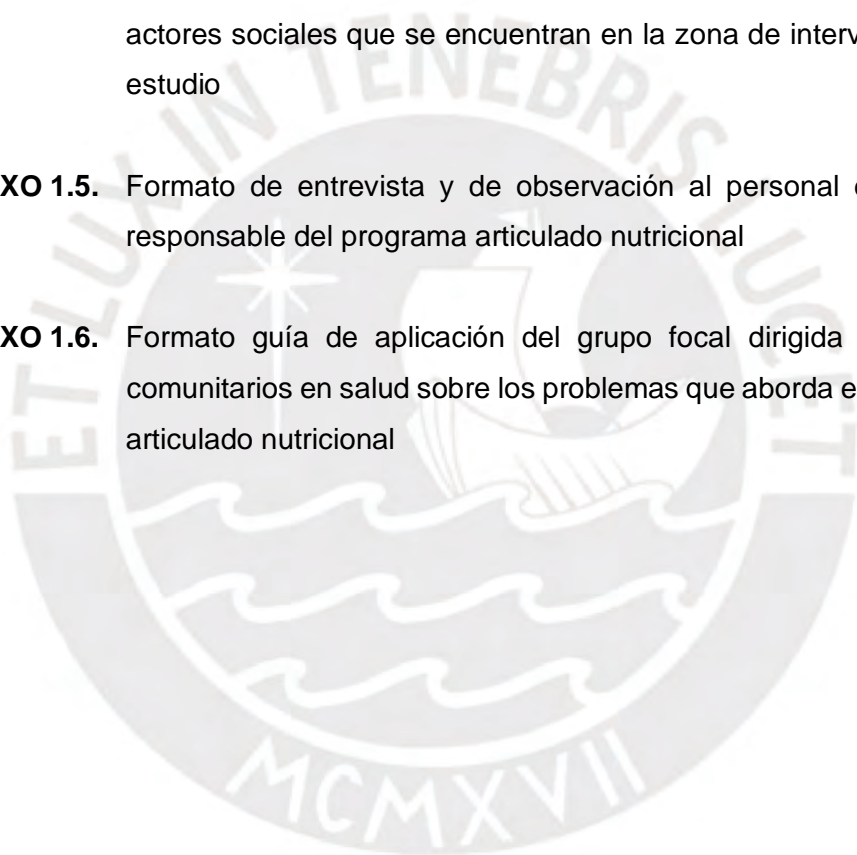 actores sociales que se encuentran en la zona de interv
estudio
XO 1.5. Formato de entrevista y de observación al personal
responsable del programa articulado nutricional
XO 1.6. Formato guía de aplicación del grupo focal dirigida
comunitarios en salud sobre los problemas que aborda e
articulado nutricional
ET LUX IN TENEBRIS LUCET
MCMXVII